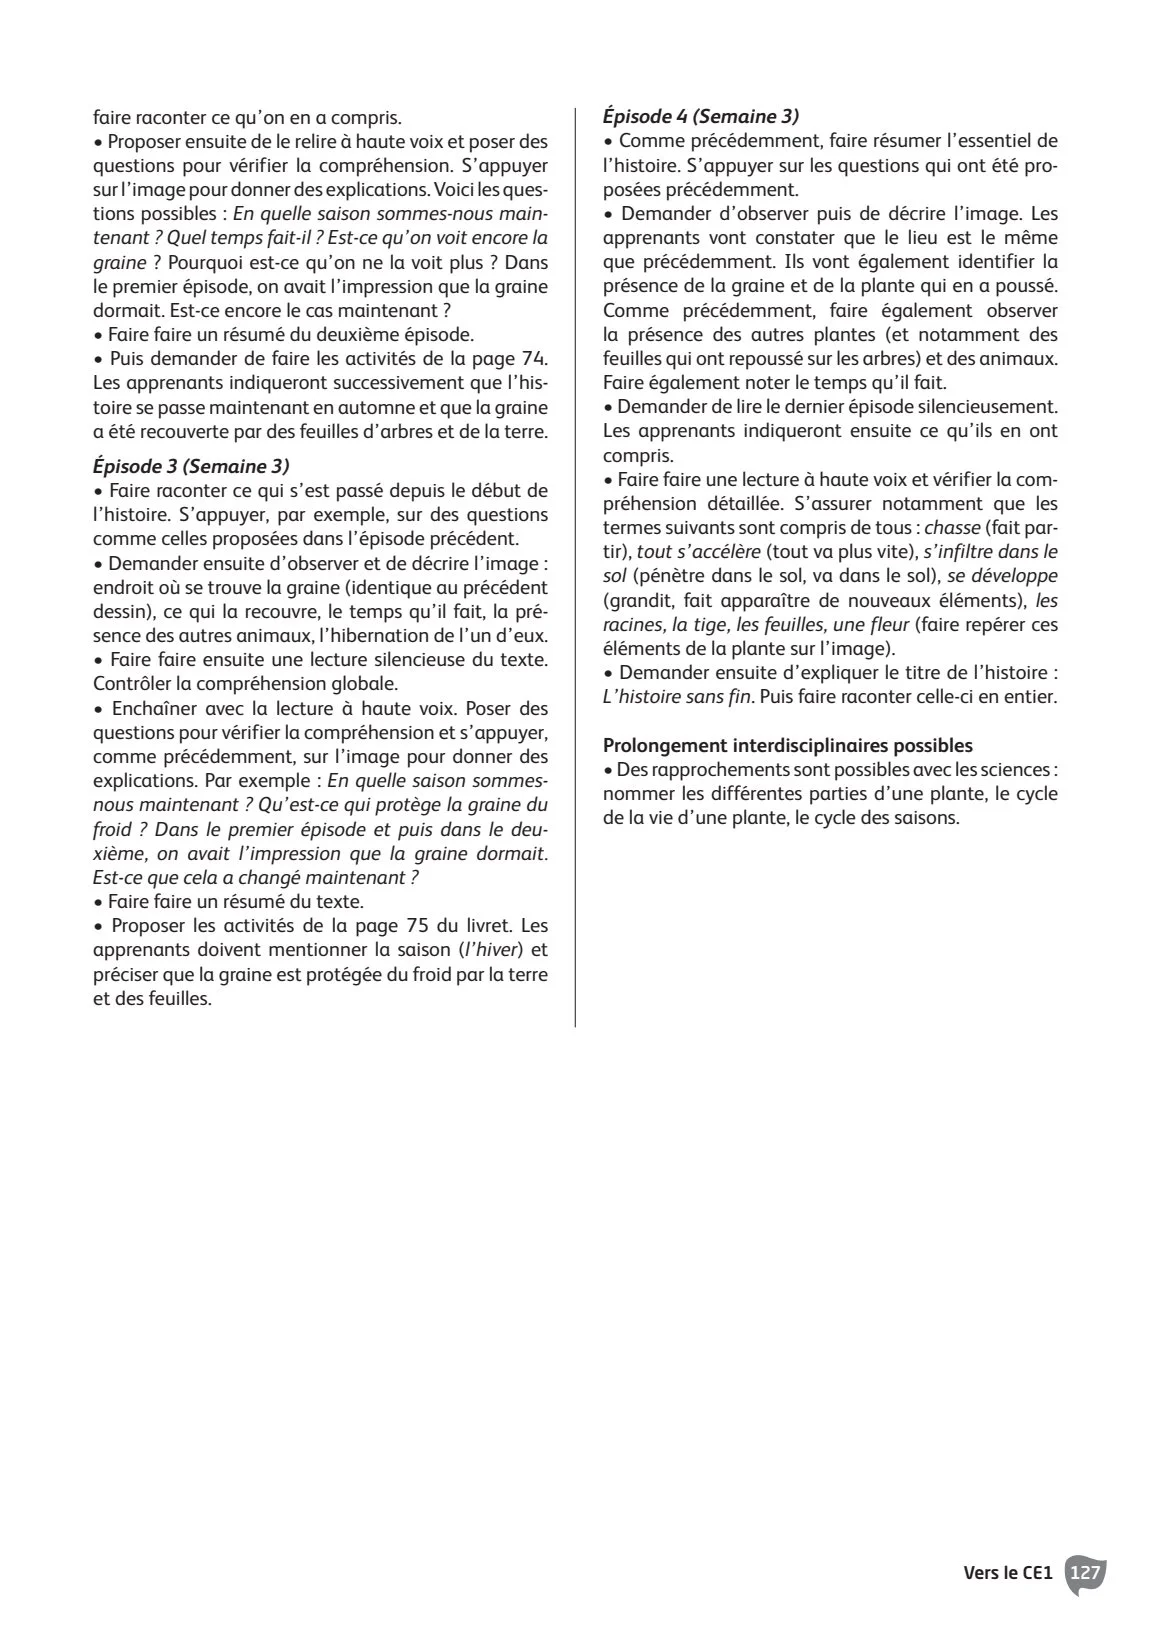 faire raconter ce qu’on en a compris.
• Proposer ensuite de le relire à haute voix et poser des
questions pour vérifier la compréhension. S’appuyer
sur l’image pour donner des explications. Voici les ques-
tions possibles : En quelle saison sommes-nous main-
tenant ? Quel temps fait-il ? Est-ce qu’on voit encore la
graine ? Pourquoi est-ce qu’on ne la voit plus ? Dans
le premier épisode, on avait l’impression que la graine
dormait. Est-ce encore le cas maintenant ?
• Faire faire un résumé du deuxième épisode.
• Puis demander de faire les activités de la page 74.
Les apprenants indiqueront successivement que l’his-
toire se passe maintenant en automne et que la graine
a été recouverte par des feuilles d’arbres et de la terre.
Épisode 3 (Semaine 3)
• Faire raconter ce qui s’est passé depuis le début de
l’histoire. S’appuyer, par exemple, sur des questions
comme celles proposées dans l’épisode précédent.
• Demander ensuite d’observer et de décrire l’image :
endroit où se trouve la graine (identique au précédent
dessin), ce qui la recouvre, le temps qu’il fait, la pré-
sence des autres animaux, l’hibernation de l’un d’eux.
• Faire faire ensuite une lecture silencieuse du texte.
Contrôler la compréhension globale.
• Enchaîner avec la lecture à haute voix. Poser des
questions pour vérifier la compréhension et s’appuyer,
comme précédemment, sur l’image pour donner des
explications. Par exemple : En quelle saison sommes-
nous maintenant ? Qu’est-ce qui protège la graine du
froid ? Dans le premier épisode et puis dans le deu-
xième, on avait l’impression que la graine dormait.
Est-ce que cela a changé maintenant ?
• Faire faire un résumé du texte.
• Proposer les activités de la page 75 du livret. Les
apprenants doivent mentionner la saison (l’hiver) et
préciser que la graine est protégée du froid par la terre
et des feuilles.
Épisode 4 (Semaine 3)
• Comme précédemment, faire résumer l’essentiel de
l’histoire. S’appuyer sur les questions qui ont été pro-
posées précédemment.
• Demander d’observer puis de décrire l’image. Les
apprenants vont constater que le lieu est le même
que précédemment. Ils vont également identifier la
présence de la graine et de la plante qui en a poussé.
Comme précédemment, faire également observer
la présence des autres plantes (et notamment des
feuilles qui ont repoussé sur les arbres) et des animaux.
Faire également noter le temps qu’il fait.
• Demander de lire le dernier épisode silencieusement.
Les apprenants indiqueront ensuite ce qu’ils en ont
compris.
• Faire faire une lecture à haute voix et vérifier la com-
préhension détaillée. S’assurer notamment que les
termes suivants sont compris de tous : chasse (fait par-
tir), tout s’accélère (tout va plus vite), s’infiltre dans le
sol (pénètre dans le sol, va dans le sol), se développe
(grandit, fait apparaître de nouveaux éléments), les
racines, la tige, les feuilles, une fleur (faire repérer ces
éléments de la plante sur l’image).
• Demander ensuite d’expliquer le titre de l’histoire :
L’histoire sans fin. Puis faire raconter celle-ci en entier.
Prolongement interdisciplinaires possibles
• Des rapprochements sont possibles avec les sciences :
nommer les différentes parties d’une plante, le cycle
de la vie d’une plante, le cycle des saisons.
Vers le CE1 127